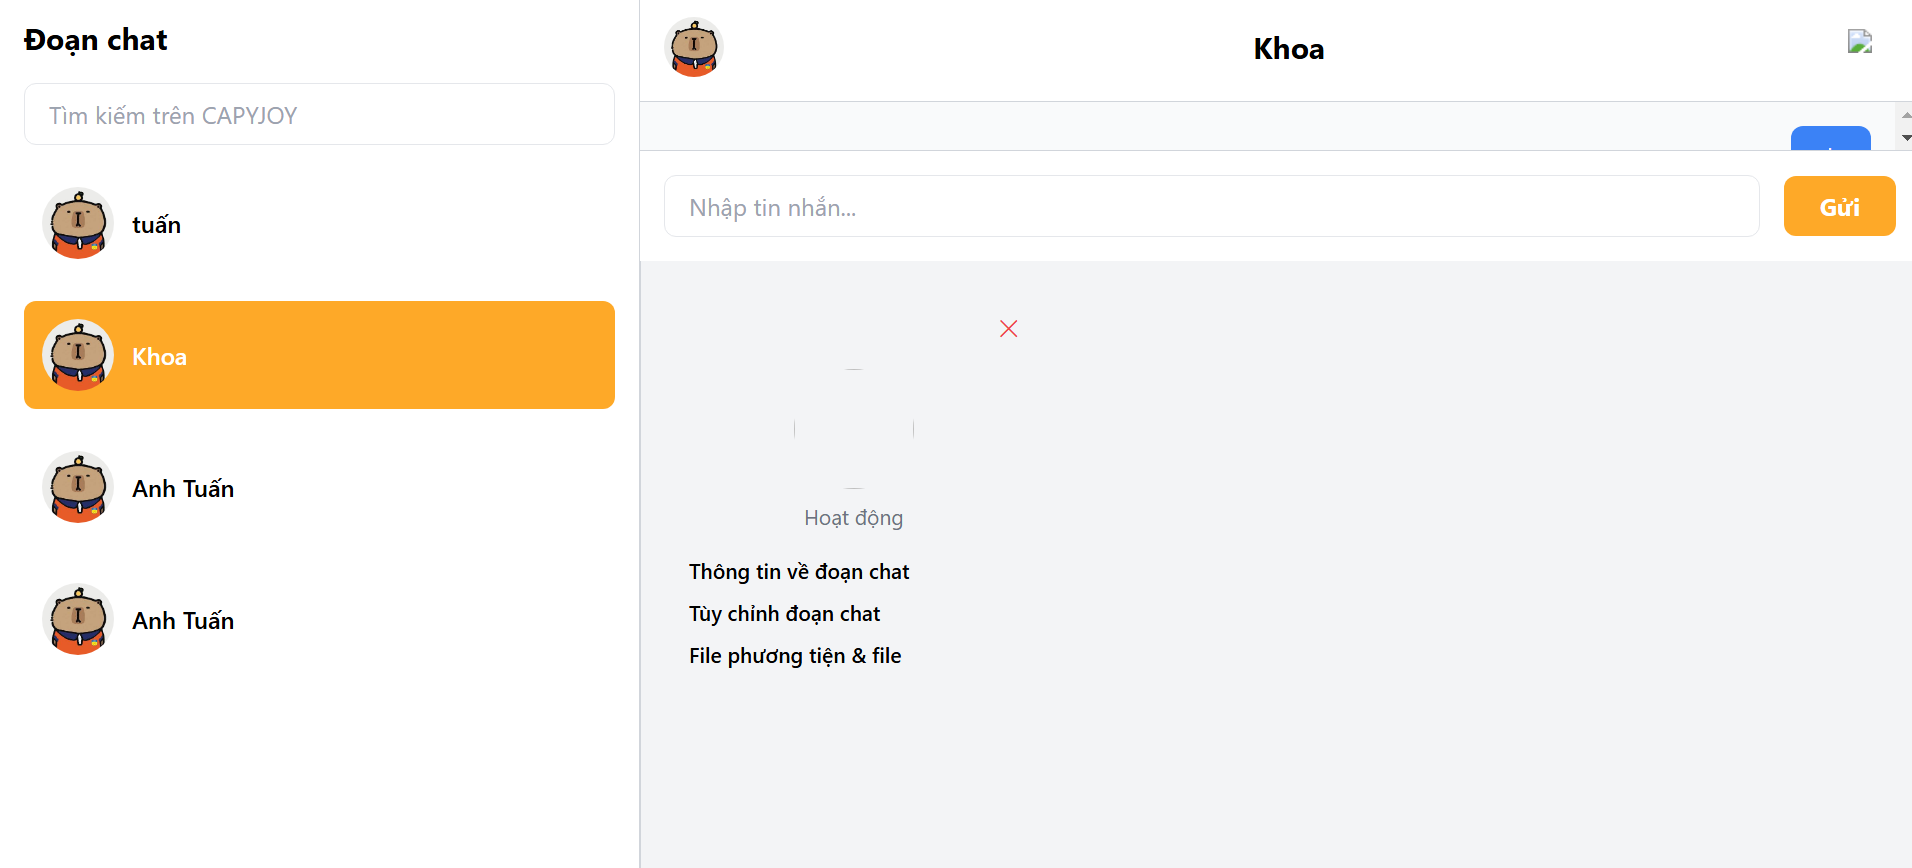 Đoạn chat
Tìm kiếm trên CAPYJOY
tuấn
Khoa
Anh Tuấn
Anh Tuấn
Khoa
Nhập tin nhắn...
Gửi
Hoạt động
Thông tin về đoạn chat
Tùy chỉnh đoạn chat
File phương tiện & file